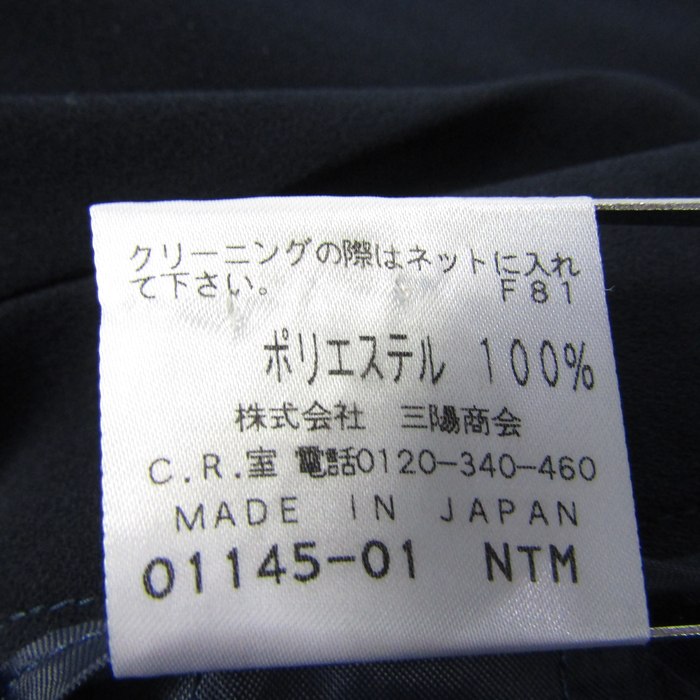 クリーニングの際はネットに入れ
て下さい。 F81
ポリエステル 100%
株式会社 三陽商会
C.R.室 電話0120-340-460
MADE IN JAPAN
01145-01 NTM